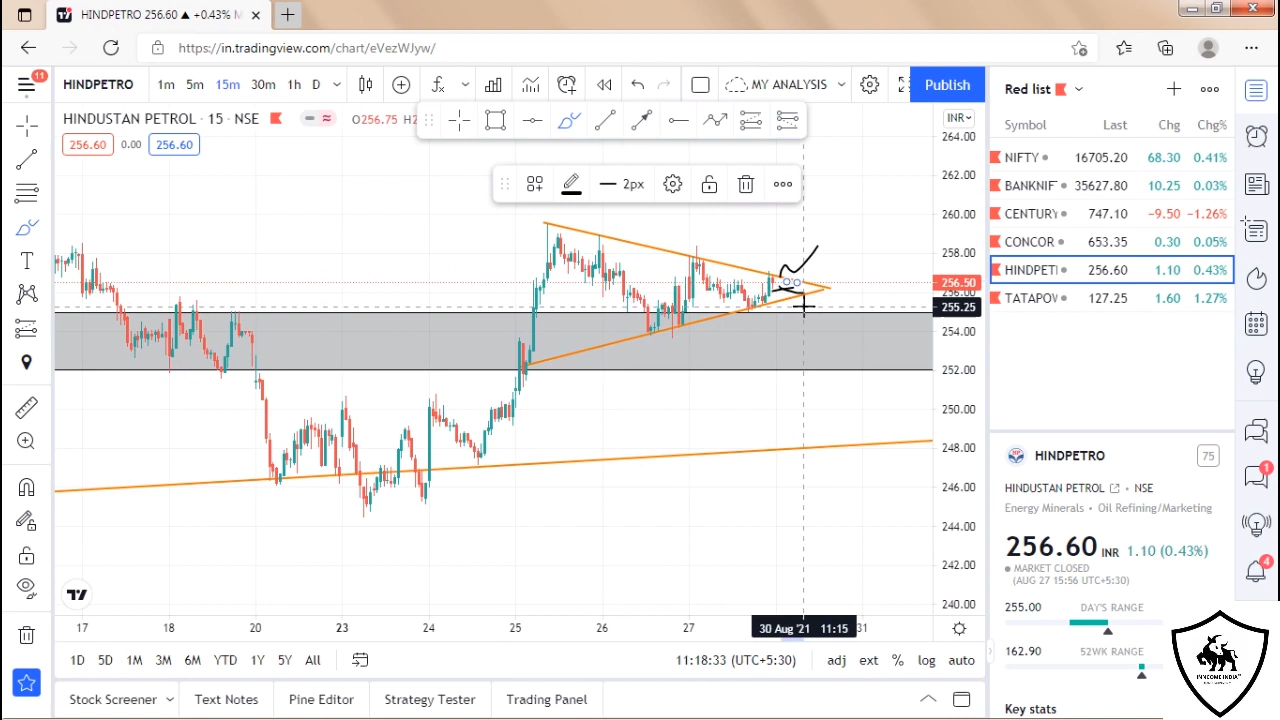 HINDPETRO 256.60 ▲ +0.43% M
https://in.tradingview.com/chart/eVezWJyw/
11
HINDPETRO 1m 5m 15m 30m 1h D MY ANALYSIS Publish
HINDUSTAN PETROL · 15 · NSE O256.75 H2
256.60 0.00 256.60
2px
INR
264.00
262.00
260.00
258.00
256.50
256.00
255.25
254.00
252.00
250.00
248.00
246.00
244.00
242.00
240.00
17 18 20 23 24 25 26 27 30 Aug '21 11:15 31
1D 5D 1M 3M 6M YTD 1Y 5Y All 11:18:33 (UTC+5:30) adj ext % log auto
Stock Screener Text Notes Pine Editor Strategy Tester Trading Panel
Red list
Symbol Last Chg Chg%
NIFTY 16705.20 68.30 0.41%
BANKNIF 35627.80 10.25 0.03%
CENTURY 747.10 −9.50 −1.26%
CONCOR 653.35 0.30 0.05%
HINDPETI 256.60 1.10 0.43%
TATAPOV 127.25 1.60 1.27%
HP HINDPETRO 75
HINDUSTAN PETROL • NSE
Energy Minerals • Oil Refining/Marketing
256.60 INR 1.10 (0.43%)
MARKET CLOSED
(AUG 27 15:56 UTC+5:30)
255.00 DAY'S RANGE
162.90 52WK RANGE
Key stats
1
4
INNCOME INDIA